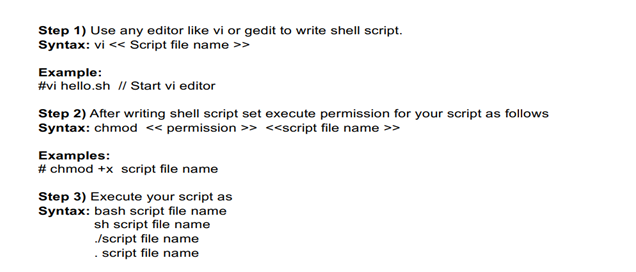 Step 1) Use any editor like vi or gedit to write shell script.
Syntax: vi << Script file name >>
Example:
#vi hello.sh // Start vi editor
Step 2) After writing shell script set execute permission for your script as follows
Syntax: chmod << permission >> <<script file name >>
Examples:
# chmod +x script file name
Step 3) Execute your script as
Syntax: bash script file name
sh script file name
./script file name
. script file name